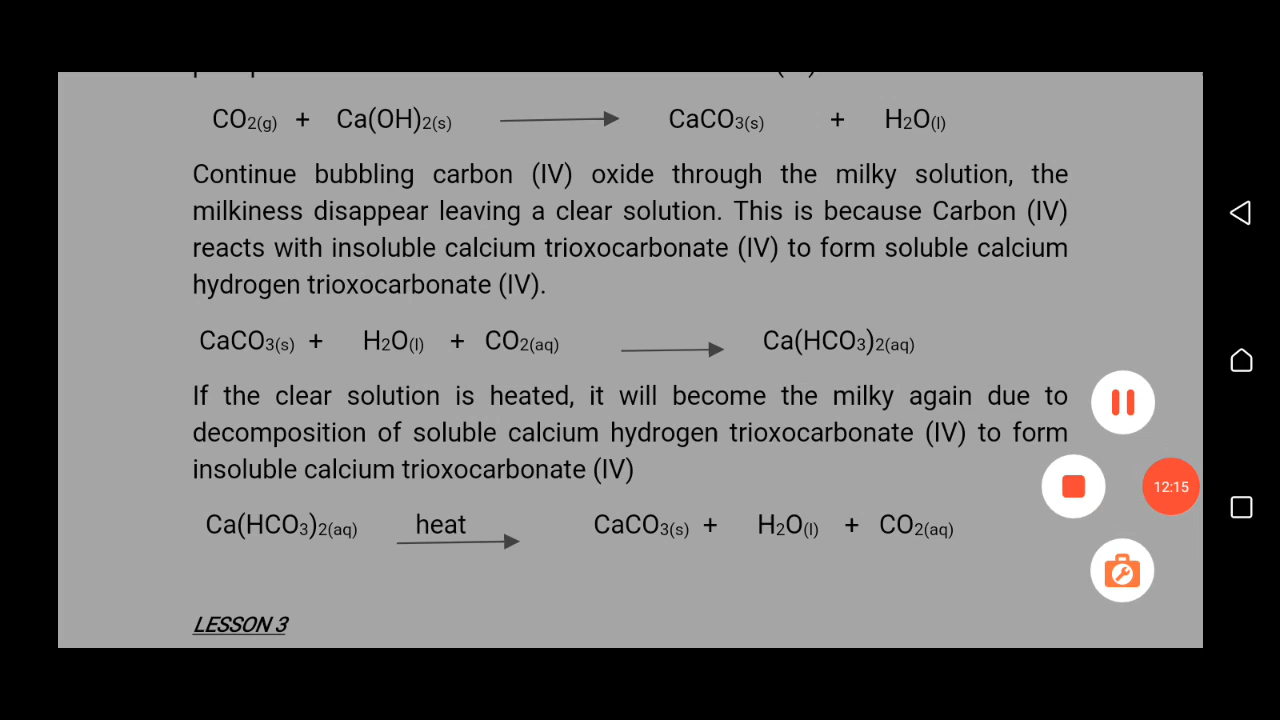 CO2(g) + Ca(OH)2(s) CaCO3(s) + H2O(l)
Continue bubbling carbon (IV) oxide through the milky solution, the
milkiness disappear leaving a clear solution. This is because Carbon (IV)
reacts with insoluble calcium trioxocarbonate (IV) to form soluble calcium
hydrogen trioxocarbonate (IV).
CaCO3(s) + H2O(l) + CO2(aq) Ca(HCO3)2(aq)
If the clear solution is heated, it will become the milky again due to
decomposition of soluble calcium hydrogen trioxocarbonate (IV) to form
insoluble calcium trioxocarbonate (IV)
12:15
Ca(HCO3)2(aq) heat CaCO3(s) + H2O(l) + CO2(aq)
LESSON 3